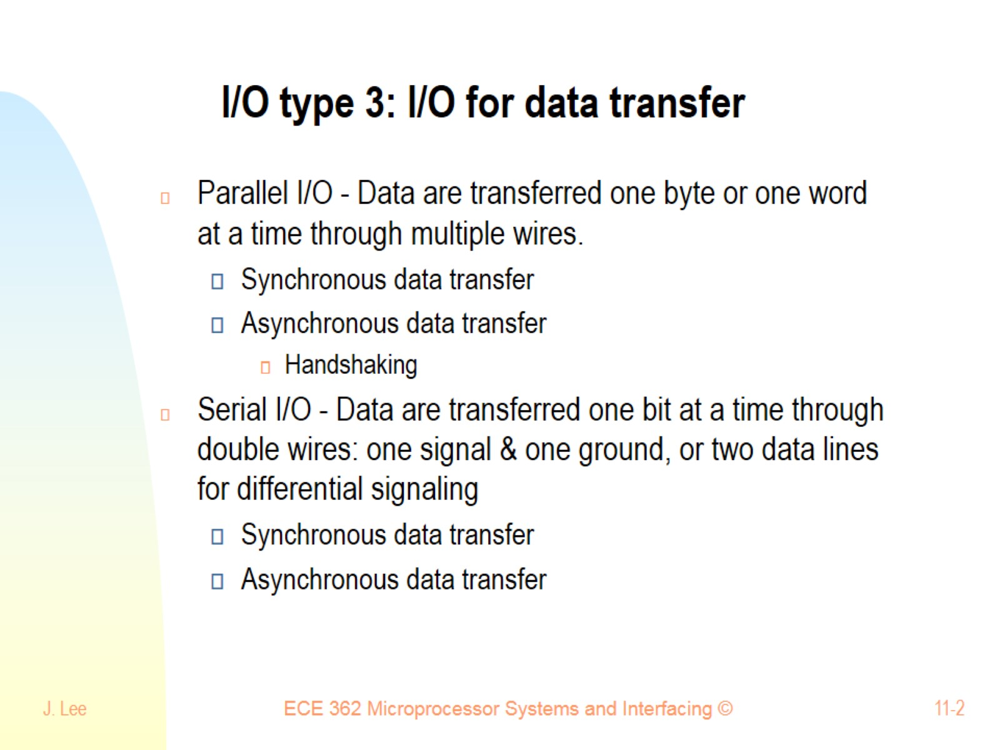 I/O type 3: I/O for data transfer
Parallel I/O - Data are transferred one byte or one word
at a time through multiple wires.
Synchronous data transfer
Asynchronous data transfer
Handshaking
Serial I/O - Data are transferred one bit at a time through
double wires: one signal & one ground, or two data lines
for differential signaling
Synchronous data transfer
Asynchronous data transfer
J. Lee
ECE 362 Microprocessor Systems and Interfacing ©
11-2